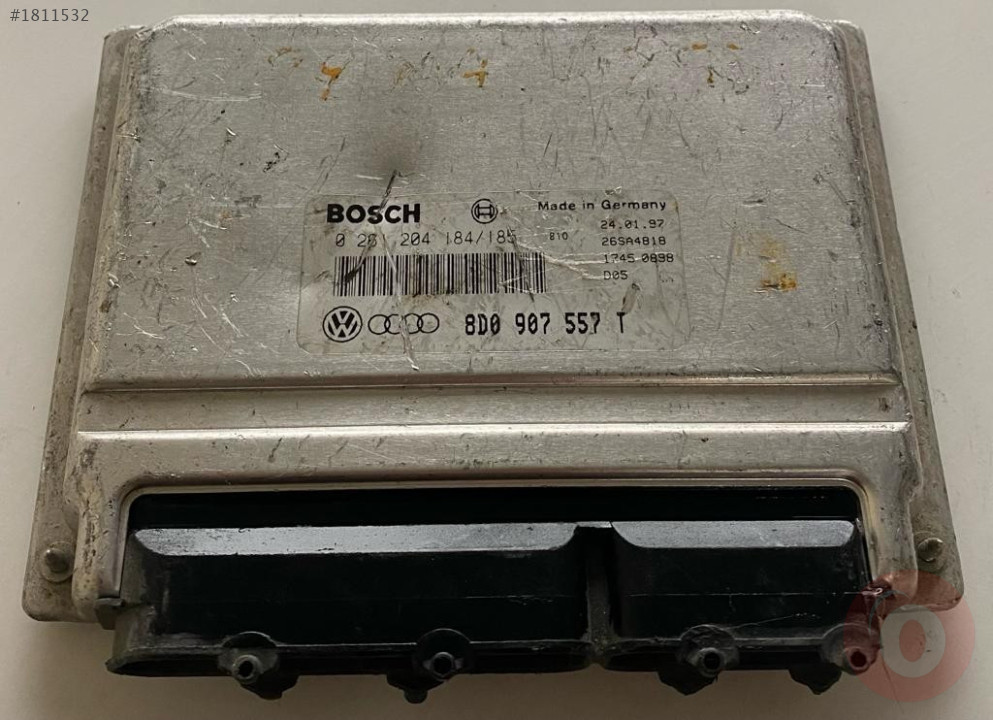 #1811532
BOSCH Made in Germany
24.01.97
0 261 204 184/185 B10 26SA4818
1745 0898
D05
8D0 907 557 T